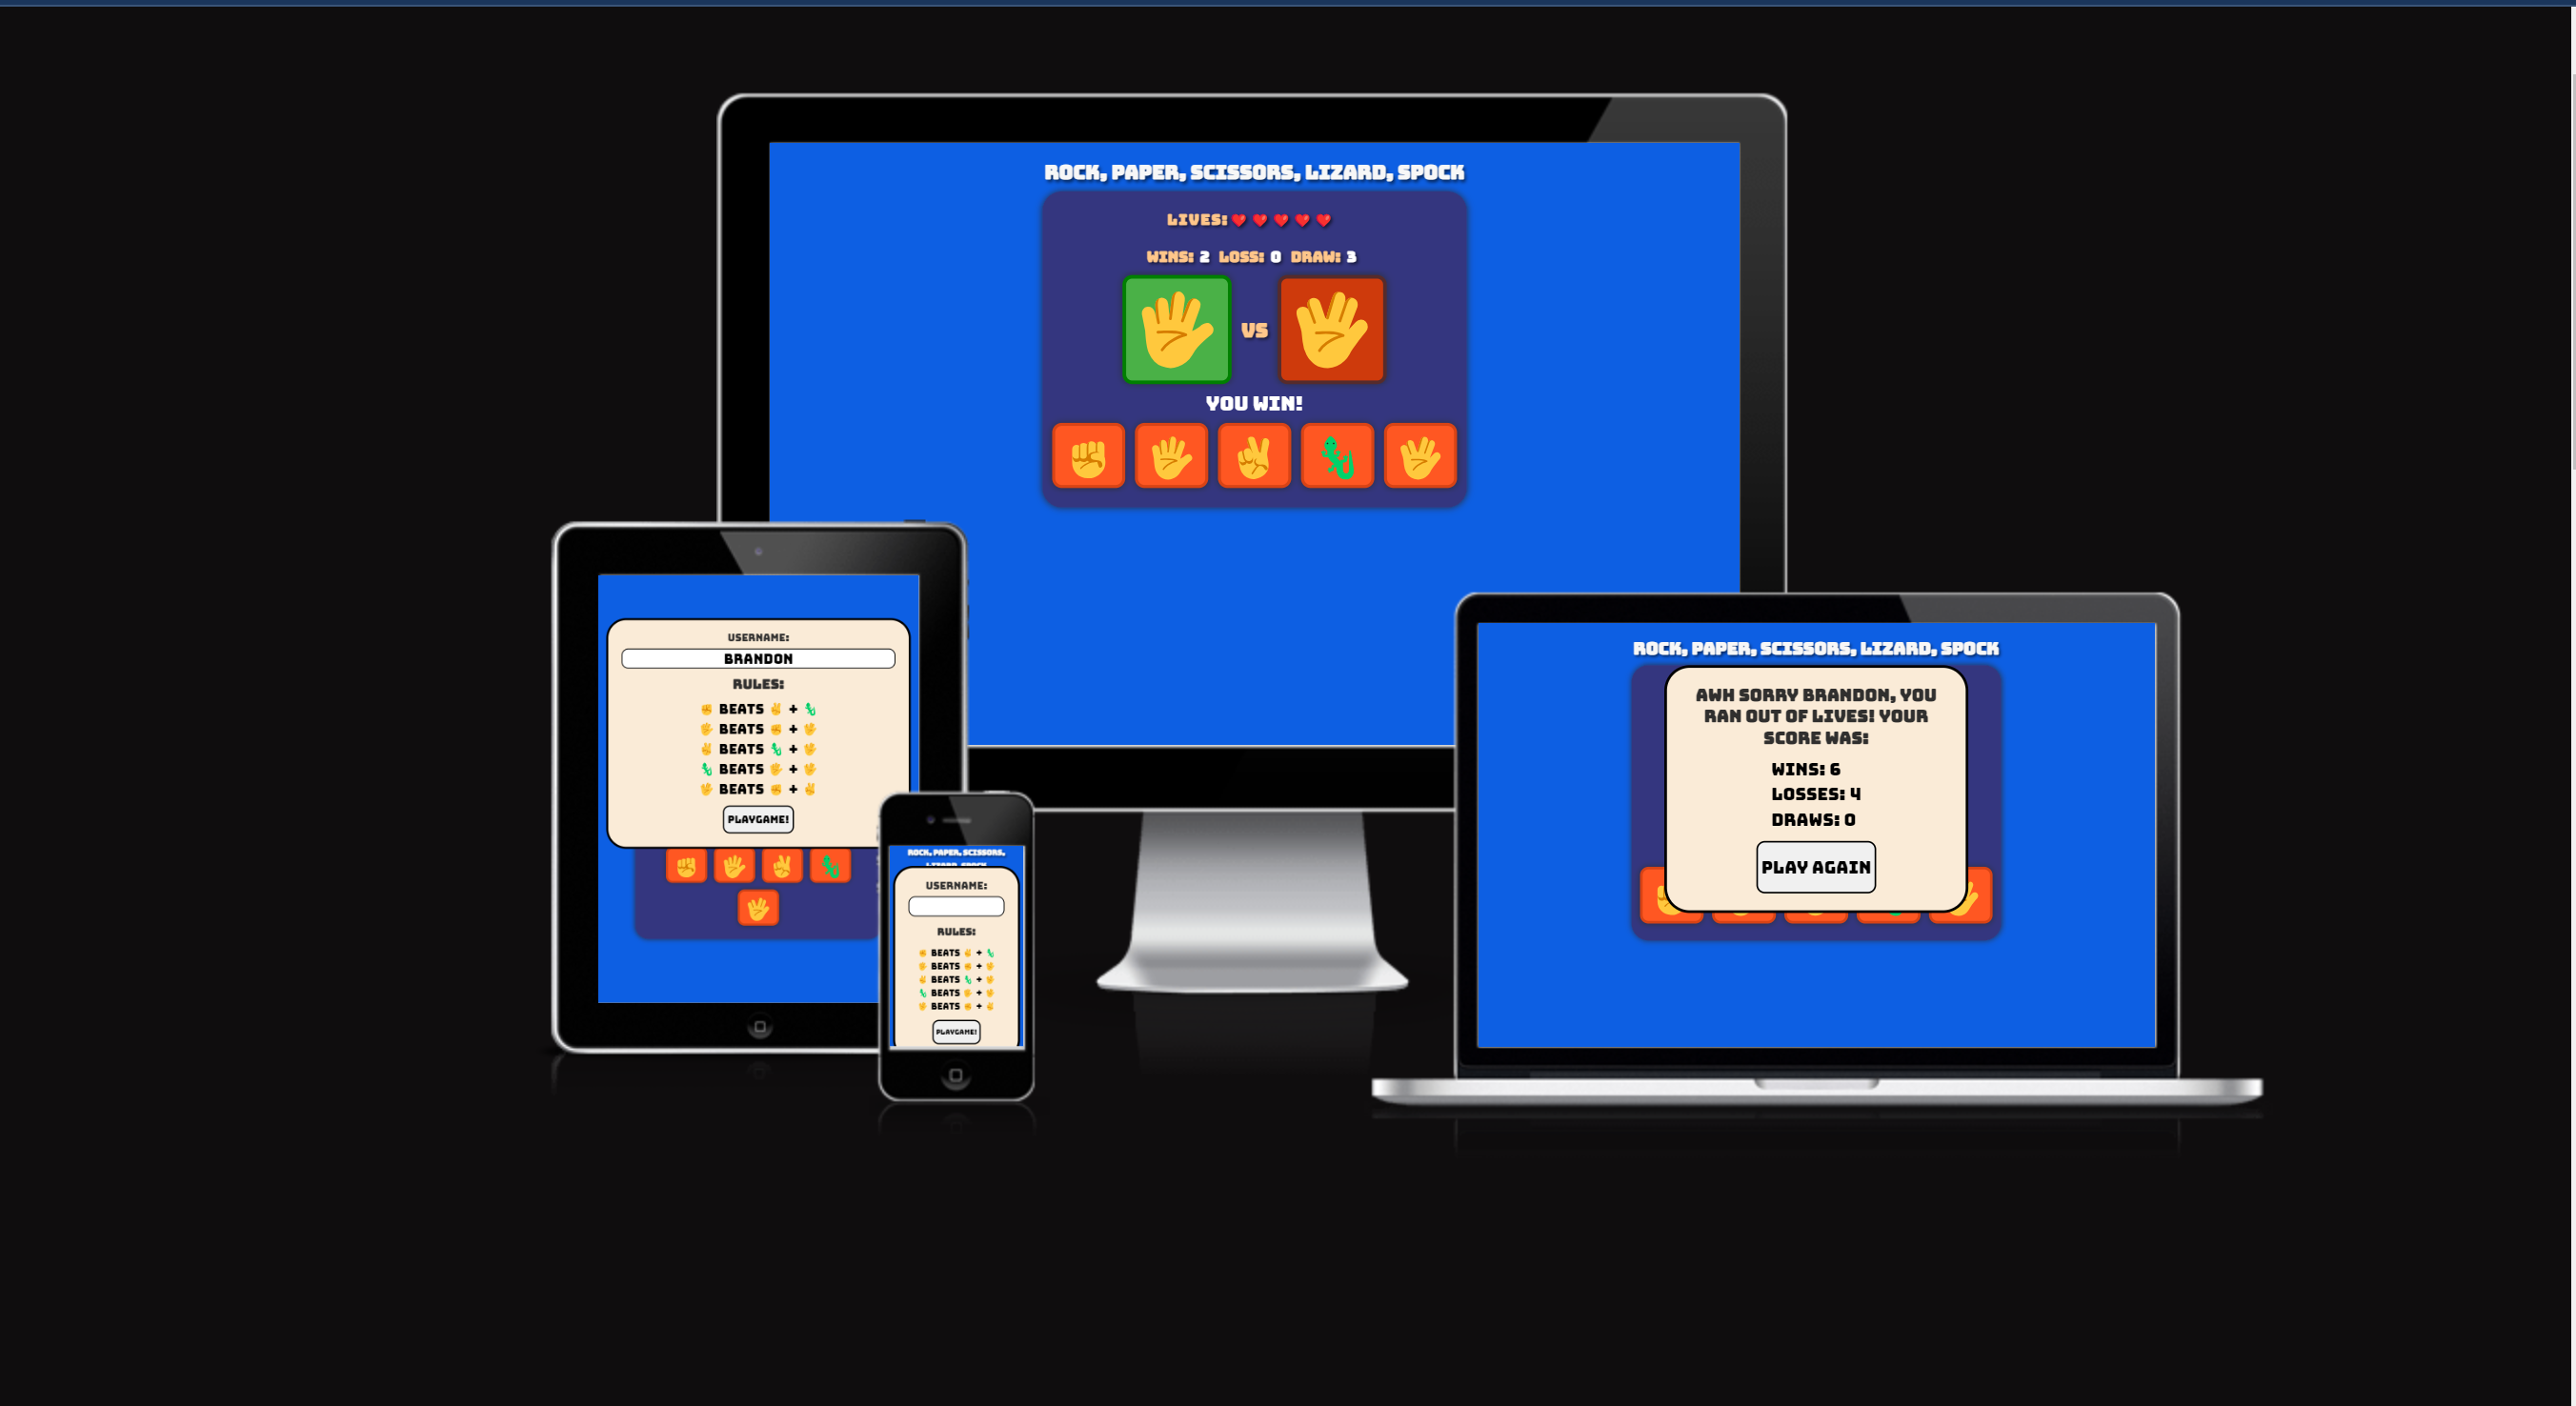 ROCK, PAPER, SCISSORS, LIZARD, SPOCK
LIVES:
WINS: 2 LOSS: 0 DRAW: 3
VS
YOU WIN!
USERNAME:
BRANDON
RULES:
BEATS +
BEATS +
BEATS +
BEATS +
BEATS +
PLAYGAME!
ROCK, PAPER, SCISSORS,
LIZARD, SPOCK
USERNAME:
RULES:
BEATS +
BEATS +
BEATS +
BEATS +
BEATS +
PLAYGAME!
ROCK, PAPER, SCISSORS, LIZARD, SPOCK
AWH SORRY BRANDON, YOU
RAN OUT OF LIVES! YOUR
SCORE WAS:
WINS: 6
LOSSES: 4
DRAWS: 0
PLAY AGAIN